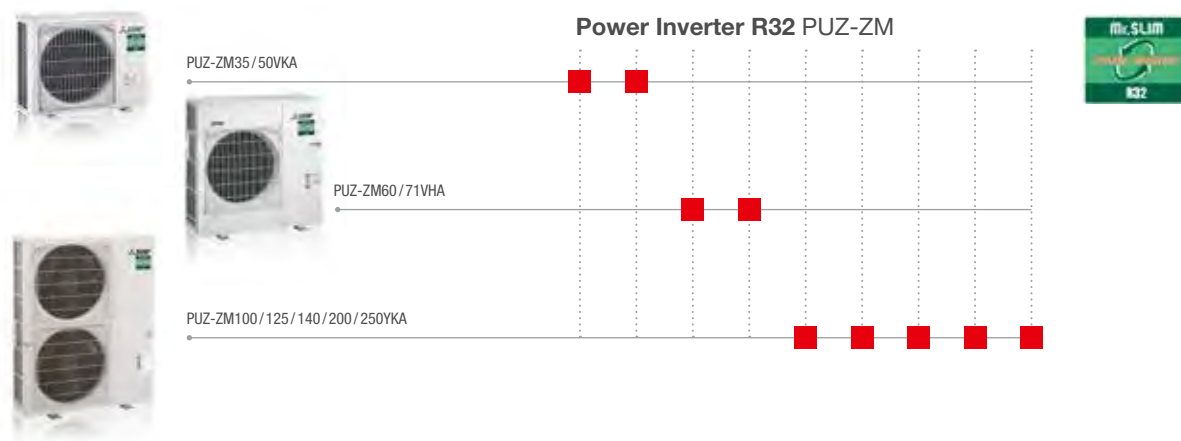 Power Inverter R32 PUZ-ZM
Mr.SLIM
R32
PUZ-ZM35/50VKA
PUZ-ZM60/71VHA
PUZ-ZM100/125/140/200/250YKA